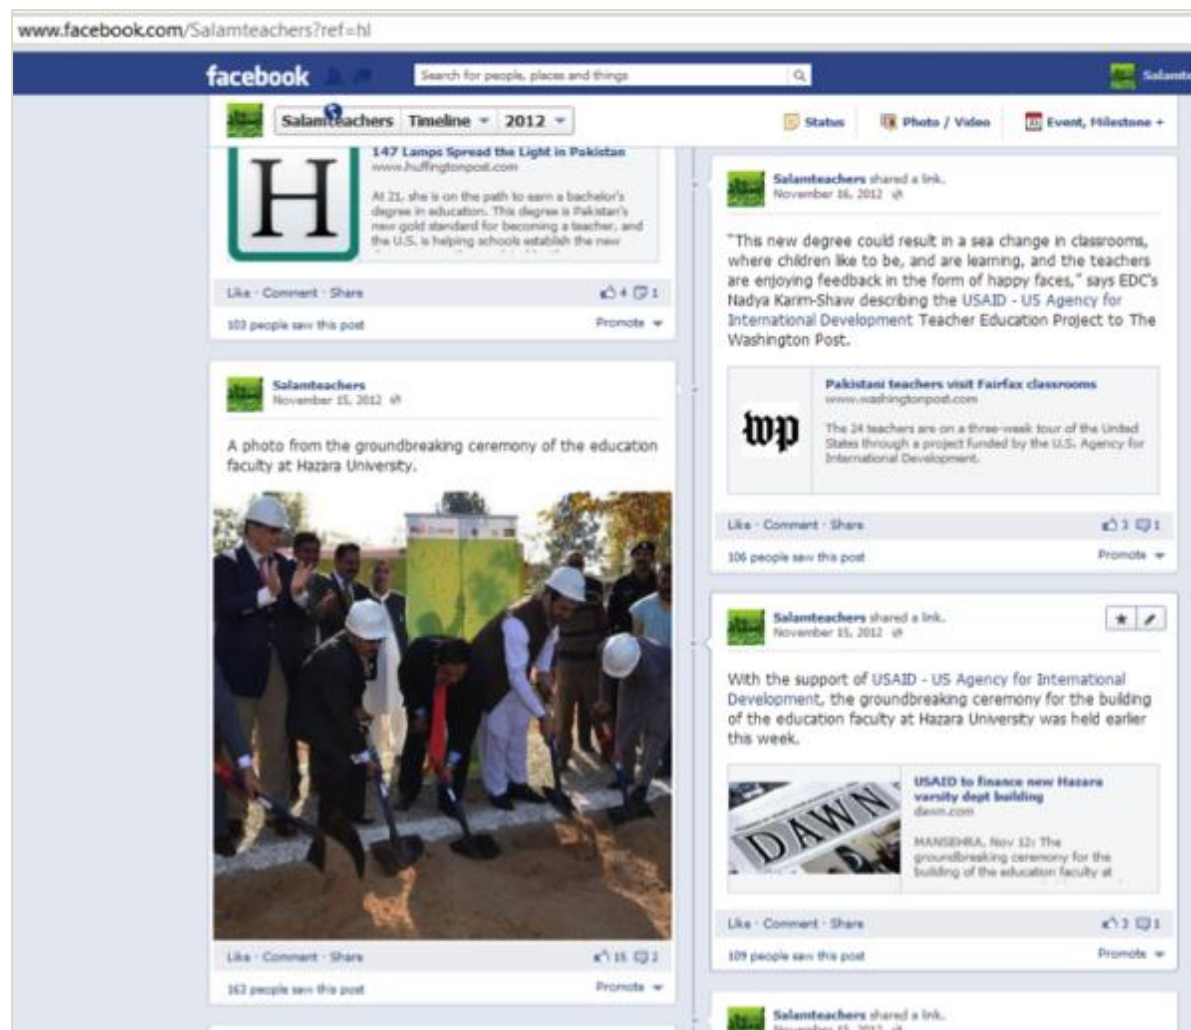 www.facebook.com/Salamteachers?ref=hl
facebook
Search for people, places and things
Salamte
Salamteachers Timeline 2012
Status Photo / Video Event, Milestone +
H
147 Lamps Spread the Light in Pakistan
www.huffingtonpost.com
At 21, she is on the path to earn a bachelor's
degree in education. This degree is Pakistan's
new gold standard for becoming a teacher, and
the U.S. is helping schools establish the new
Like · Comment · Share 4 1
103 people saw this post Promote
Salamteachers
November 15, 2012
A photo from the groundbreaking ceremony of the education
faculty at Hazara University.
Like · Comment · Share 15 2
163 people saw this post Promote
Salamteachers shared a link.
November 16, 2012
"This new degree could result in a sea change in classrooms,
where children like to be, and are learning, and the teachers
are enjoying feedback in the form of happy faces," says EDC's
Nadya Karim-Shaw describing the USAID - US Agency for
International Development Teacher Education Project to The
Washington Post.
wp
Pakistani teachers visit Fairfax classrooms
www.washingtonpost.com
The 24 teachers are on a three-week tour of the United
States through a project funded by the U.S. Agency for
International Development.
Like · Comment · Share 3 1
106 people saw this post Promote
Salamteachers shared a link.
November 15, 2012
With the support of USAID - US Agency for International
Development, the groundbreaking ceremony for the building
of the education faculty at Hazara University was held earlier
this week.
DAWN
USAID to finance new Hazara
varsity dept building
dawn.com
MANSEHRA, Nov 12: The
groundbreaking ceremony for the
building of the education faculty at
Like · Comment · Share 3 1
109 people saw this post Promote
Salamteachers shared a link.
November 15, 2012